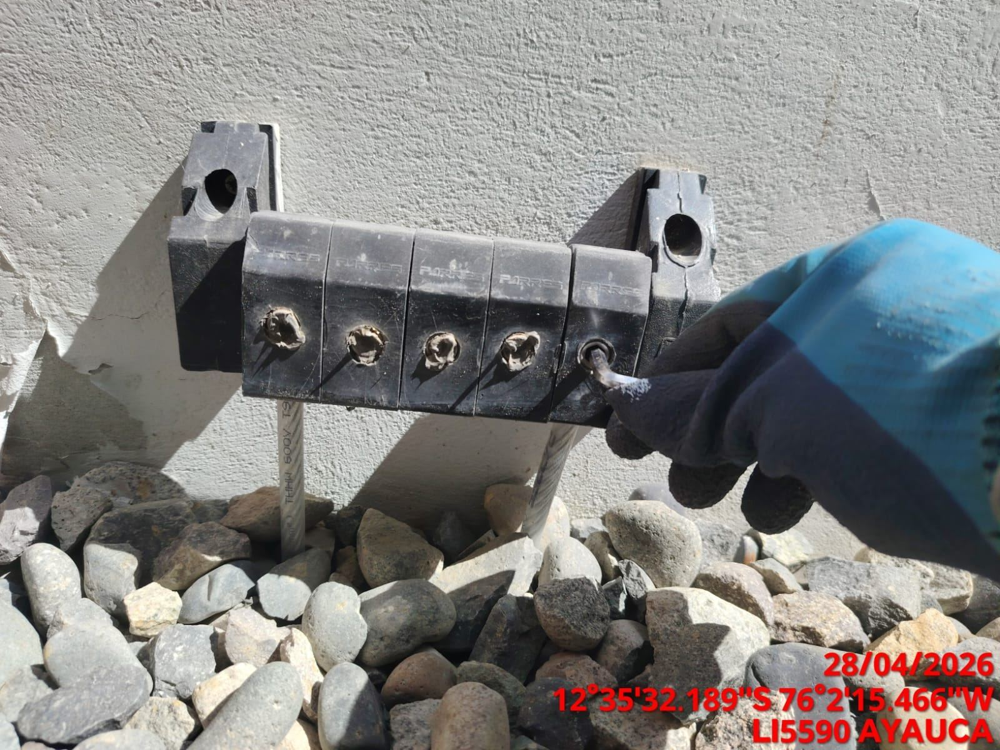 PARRES
PARRES
PARRES
PARRES
PARRES
THHW 600V
28/04/2026
12°35'32.189"S 76°2'15.466"W
LI5590 AYAUCA